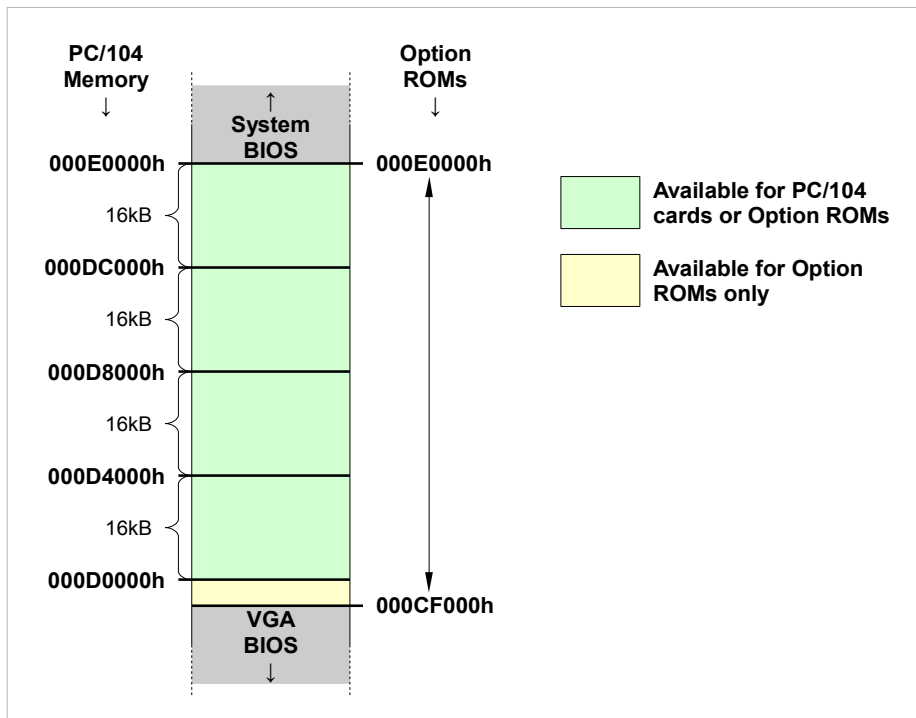 PC/104
Memory
↓
Option
ROMs
↓
↑
System
BIOS
000E0000h
000E0000h
16kB
000DC000h
16kB
000D8000h
16kB
000D4000h
16kB
000D0000h
000CF000h
VGA
BIOS
↓
Available for PC/104
cards or Option ROMs
Available for Option
ROMs only